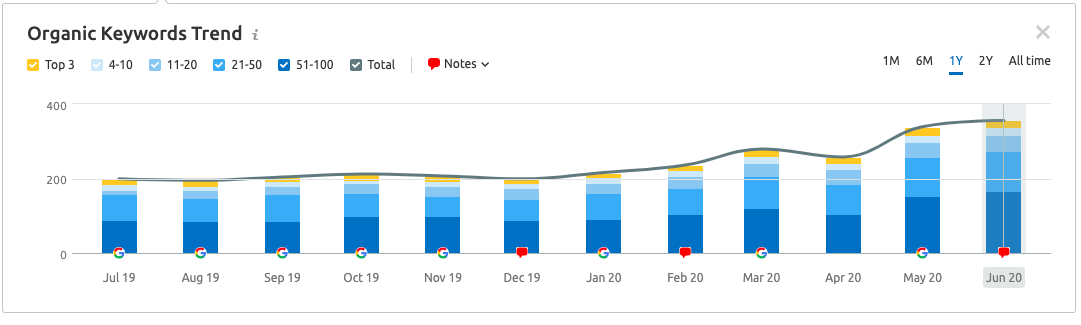 Organic Keywords Trend i
Top 3 4-10 11-20 21-50 51-100 Total Notes 1M 6M 1Y 2Y All time
400
200
0
Jul 19 Aug 19 Sep 19 Oct 19 Nov 19 Dec 19 Jan 20 Feb 20 Mar 20 Apr 20 May 20 Jun 20